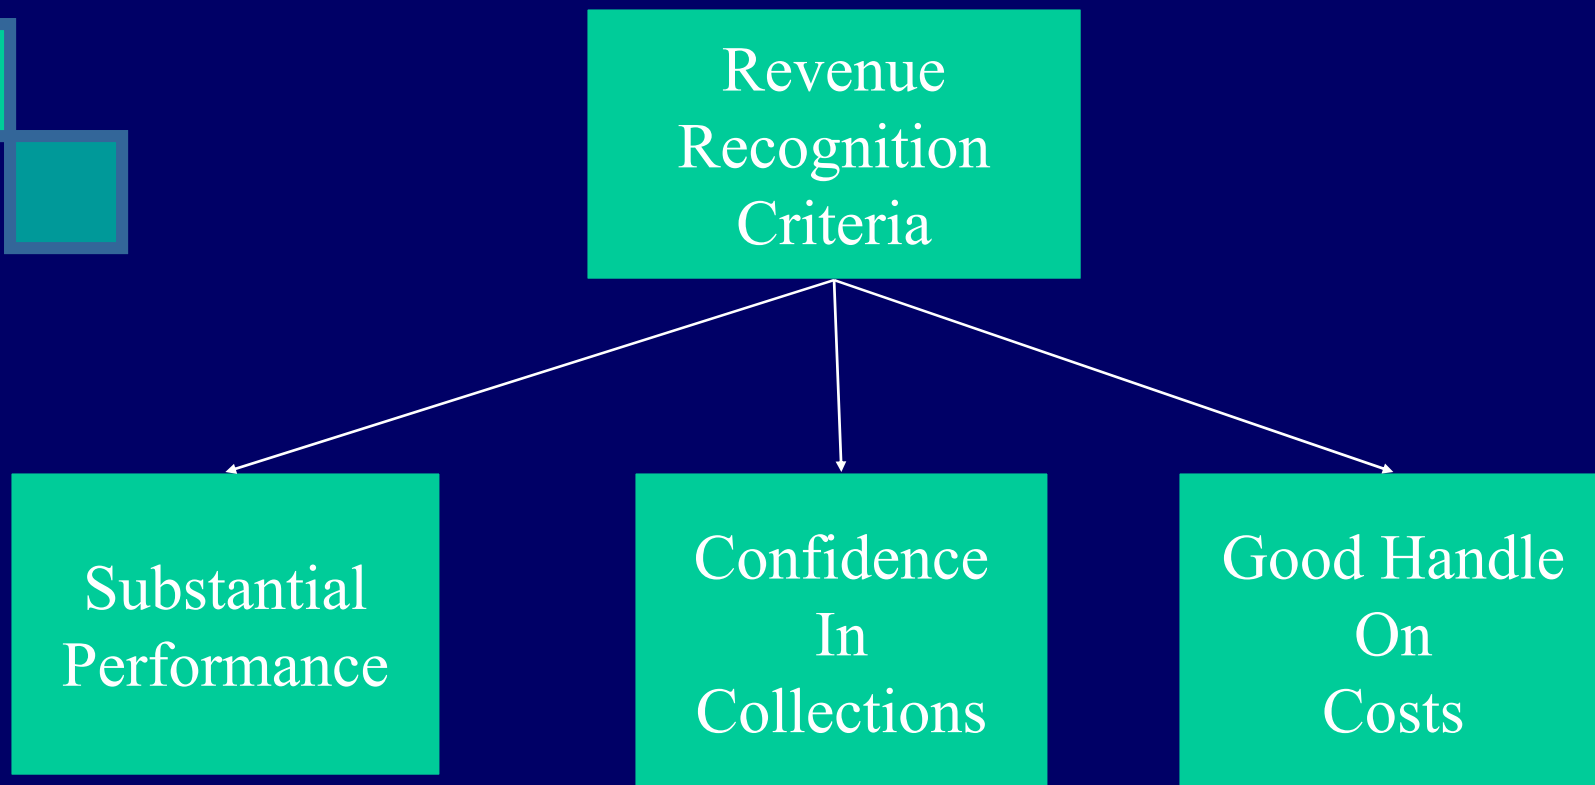 Revenue
Recognition
Criteria
Substantial
Performance
Confidence
In
Collections
Good Handle
On
Costs